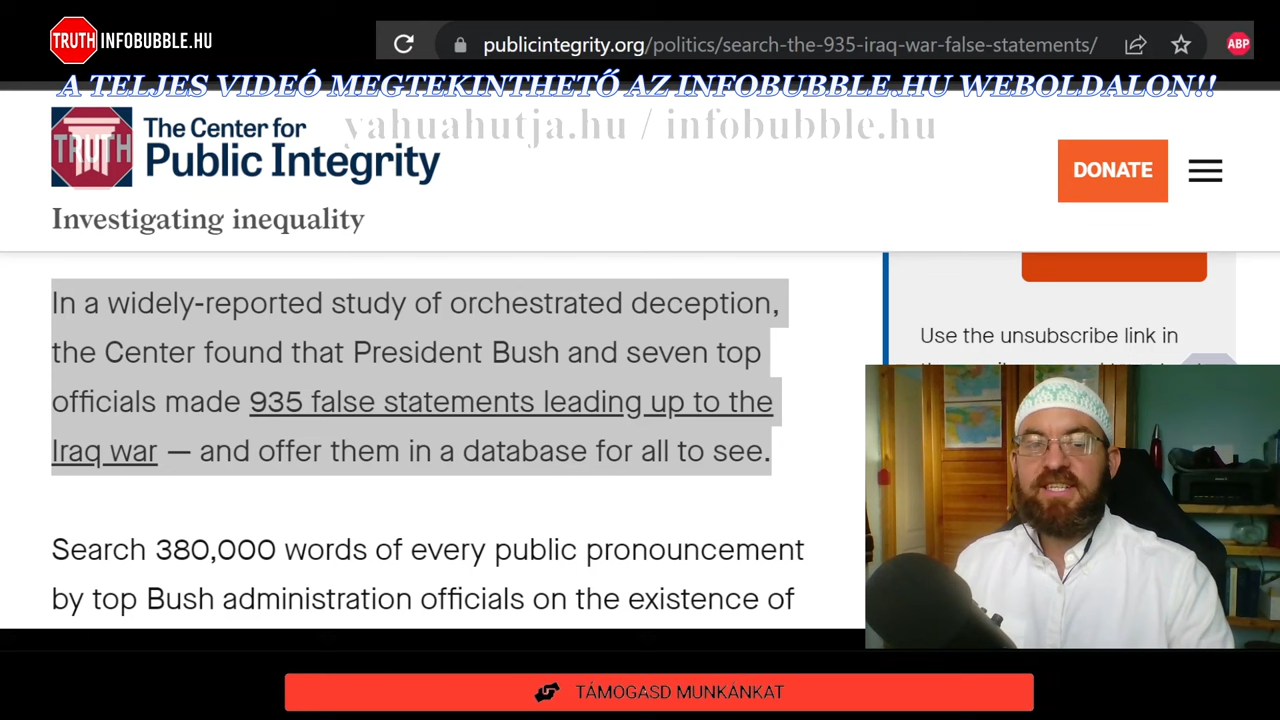 TRUTH INFOBUBBLE.HU
publicintegrity.org/politics/search-the-935-iraq-war-false-statements/
ABP
A TELJES VIDEÓ MEGTEKINTHETŐ AZ INFOBUBBLE.HU WEBOLDALON!!
yahuahutja.hu / infobubble.hu
TRUTH
The Center for
Public Integrity
DONATE
Investigating inequality
In a widely-reported study of orchestrated deception,
the Center found that President Bush and seven top
officials made 935 false statements leading up to the
Iraq war — and offer them in a database for all to see.
Search 380,000 words of every public pronouncement
by top Bush administration officials on the existence of
Use the unsubscribe link in
TÁMOGASD MUNKÁNKAT